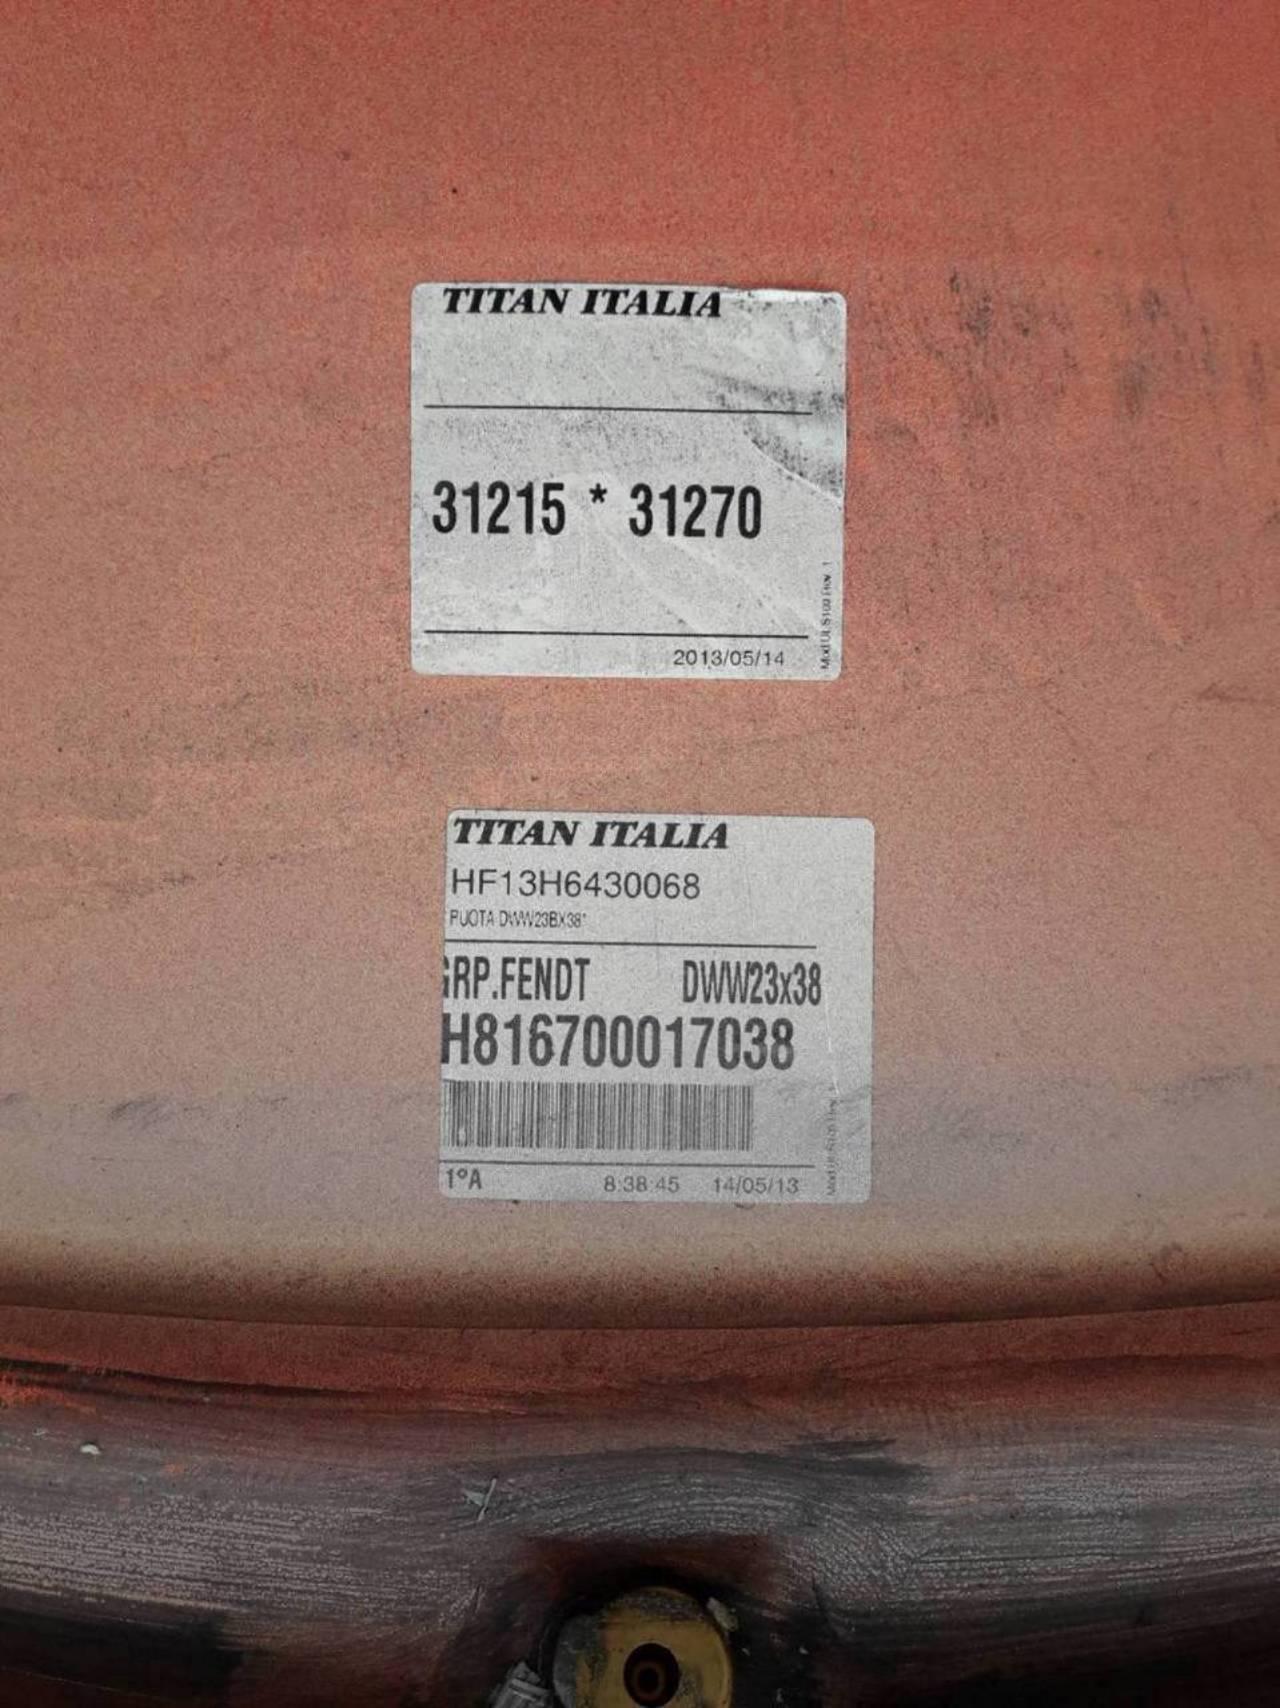 TITAN ITALIA
31215 * 31270
2013/05/14
TITAN ITALIA
HF13H6430068
RUOTA DWW23BX38"
GRP.FENDT DWW23x38
H816700017038
1°A 8:38:45 14/05/13